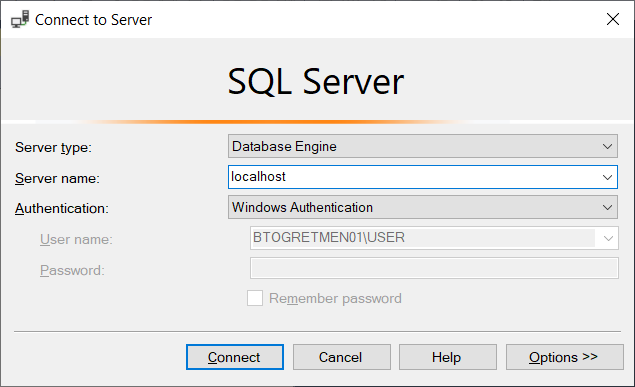 Connect to Server
SQL Server
Server type: Database Engine
Server name: localhost
Authentication: Windows Authentication
User name: BTOGRETMEN01\USER
Password:
Remember password
Connect Cancel Help Options >>